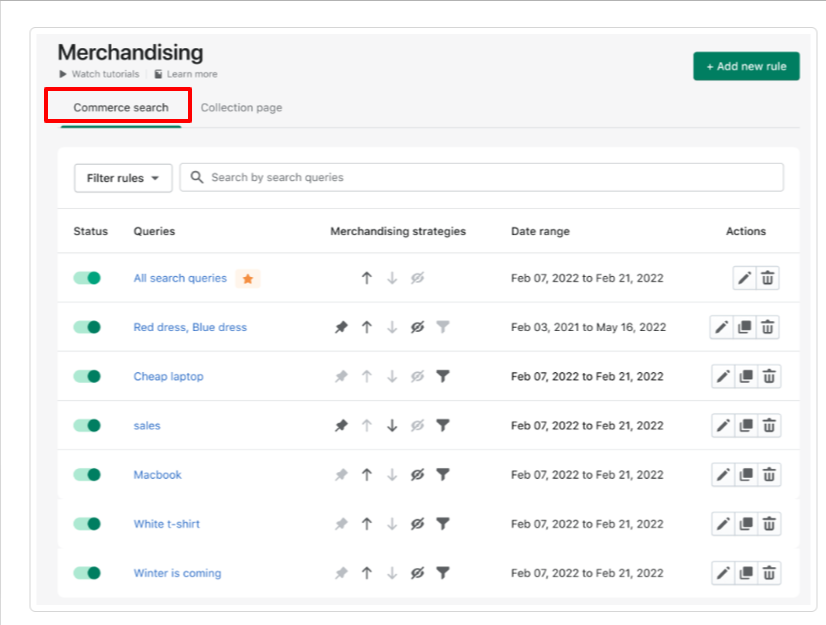 Merchandising
Watch tutorials Learn more
+ Add new rule
Commerce search Collection page
Filter rules Search by search queries
Status Queries Merchandising strategies Date range Actions
All search queries Feb 07, 2022 to Feb 21, 2022
Red dress, Blue dress Feb 03, 2021 to May 16, 2022
Cheap laptop Feb 07, 2022 to Feb 21, 2022
sales Feb 07, 2022 to Feb 21, 2022
Macbook Feb 07, 2022 to Feb 21, 2022
White t-shirt Feb 07, 2022 to Feb 21, 2022
Winter is coming Feb 07, 2022 to Feb 21, 2022